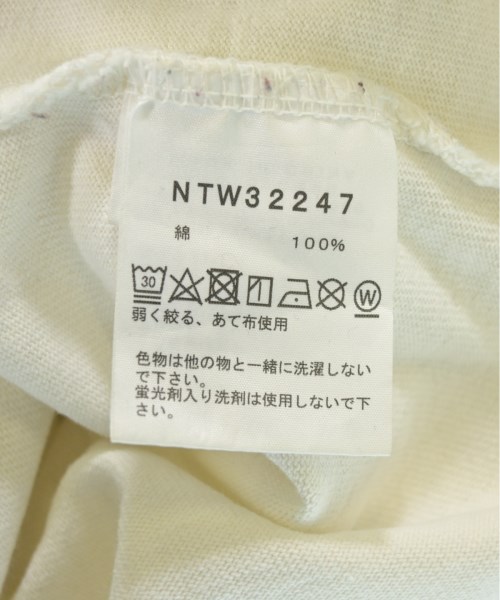 NTW32247
綿 100%
30 W
弱く絞る、あて布使用
色物は他の物と一緒に洗濯しない
で下さい。
蛍光剤入り洗剤は使用しないで下
さい。